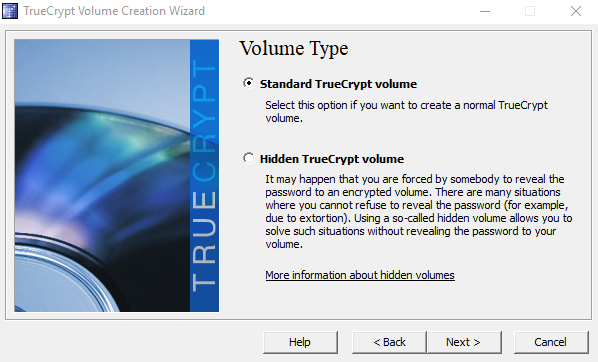 TrueCrypt Volume Creation Wizard
Volume Type
TRUECRYPT
Standard TrueCrypt volume
Select this option if you want to create a normal TrueCrypt
volume.
Hidden TrueCrypt volume
It may happen that you are forced by somebody to reveal the
password to an encrypted volume. There are many situations
where you cannot refuse to reveal the password (for example,
due to extortion). Using a so-called hidden volume allows you to
solve such situations without revealing the password to your
volume.
More information about hidden volumes
Help
< Back
Next >
Cancel